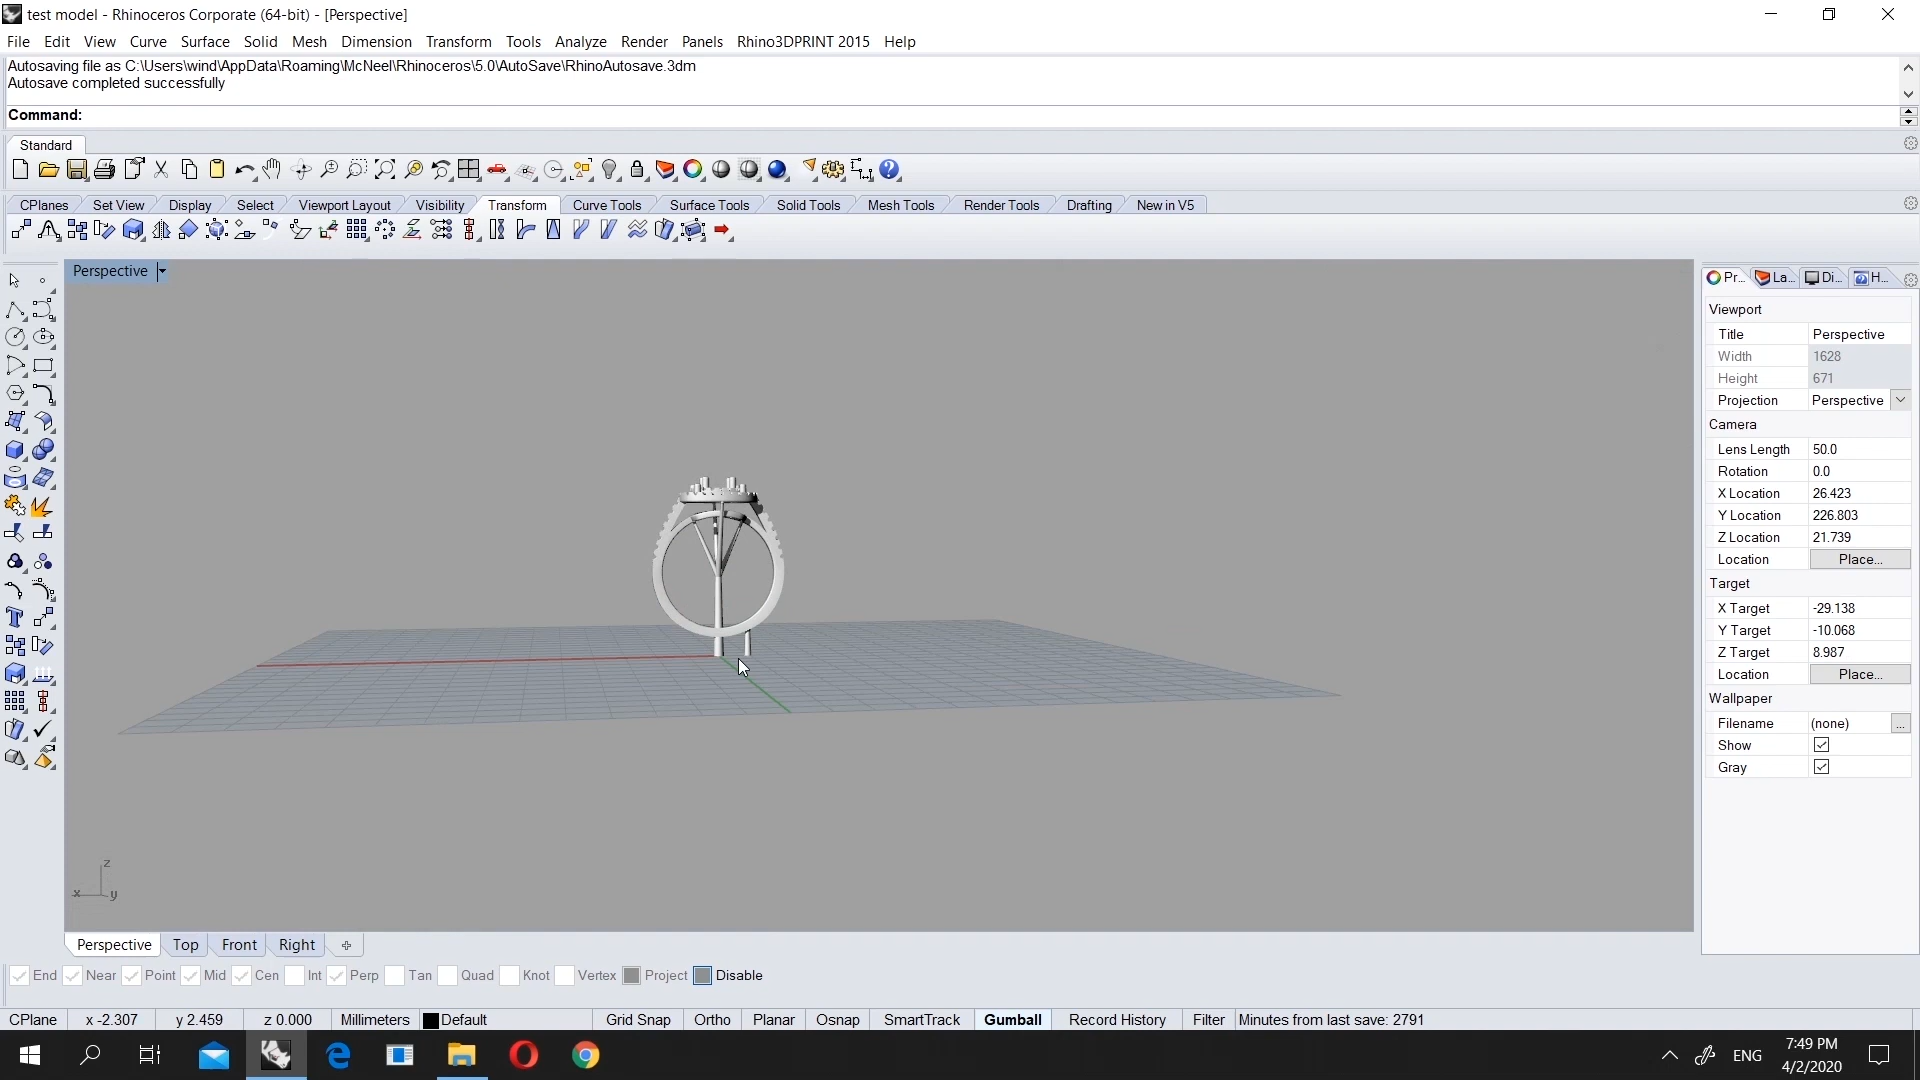 test model - Rhinoceros Corporate (64-bit) - [Perspective]
File Edit View Curve Surface Solid Mesh Dimension Transform Tools Analyze Render Panels Rhino3DPRINT 2015 Help
Autosaving file as C:\Users\wind\AppData\Roaming\McNeel\Rhinoceros\5.0\AutoSave\RhinoAutosave.3dm
Autosave completed successfully
Command:
Standard
CPlanes Set View Display Select Viewport Layout Visibility Transform Curve Tools Surface Tools Solid Tools Mesh Tools Render Tools Drafting New in V5
Perspective
Pr... La... Di... H...
Viewport
Title Perspective
Width 1628
Height 671
Projection Perspective
Camera
Lens Length 50.0
Rotation 0.0
X Location 26.423
Y Location 226.803
Z Location 21.739
Location Place...
Target
X Target -29.138
Y Target -10.068
Z Target 8.987
Location Place...
Wallpaper
Filename (none) ...
Show
Gray
z
x y
Perspective Top Front Right
End Near Point Mid Cen Int Perp Tan Quad Knot Vertex Project Disable
CPlane x -2.307 y 2.459 z 0.000 Millimeters Default Grid Snap Ortho Planar Osnap SmartTrack Gumball Record History Filter Minutes from last save: 2791
ENG
7:49 PM
4/2/2020